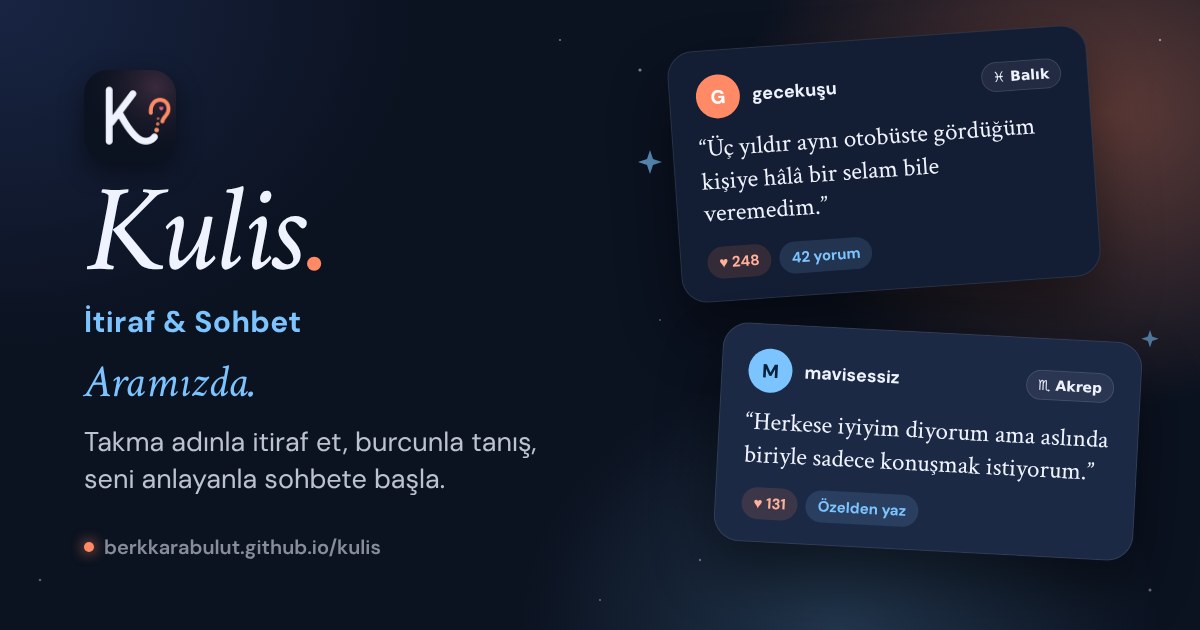 K?
Kulis.
İtiraf & Sohbet
Aramızda.
Takma adınla itiraf et, burcunla tanış,
seni anlayanla sohbete başla.
berkkarabulut.github.io/kulis
G
gecekuşu
♓ Balık
“Üç yıldır aynı otobüste gördüğüm
kişiye hâlâ bir selam bile
veremedim.”
♥ 248
42 yorum
M
mavisessiz
♏ Akrep
“Herkese iyiyim diyorum ama aslında
biriyle sadece konuşmak istiyorum.”
♥ 131
Özelden yaz